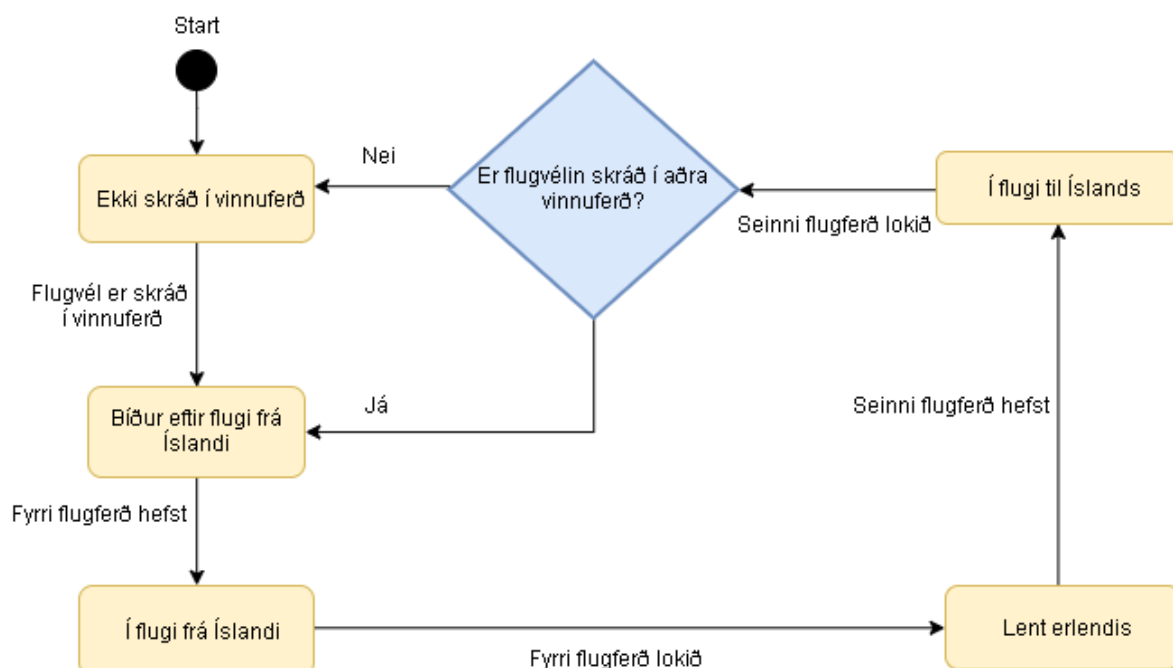 Start
Nei
Er flugvélin skráð í aðra
vinnuferð?
Ekki skráð í vinnuferð
Í flugi til Íslands
Seinni flugferð lokið
Flugvél er skráð
í vinnuferð
Bíður eftir flugi frá
Íslandi
Já
Seinni flugferð hefst
Fyrri flugferð hefst
Í flugi frá Íslandi
Lent erlendis
Fyrri flugferð lokið